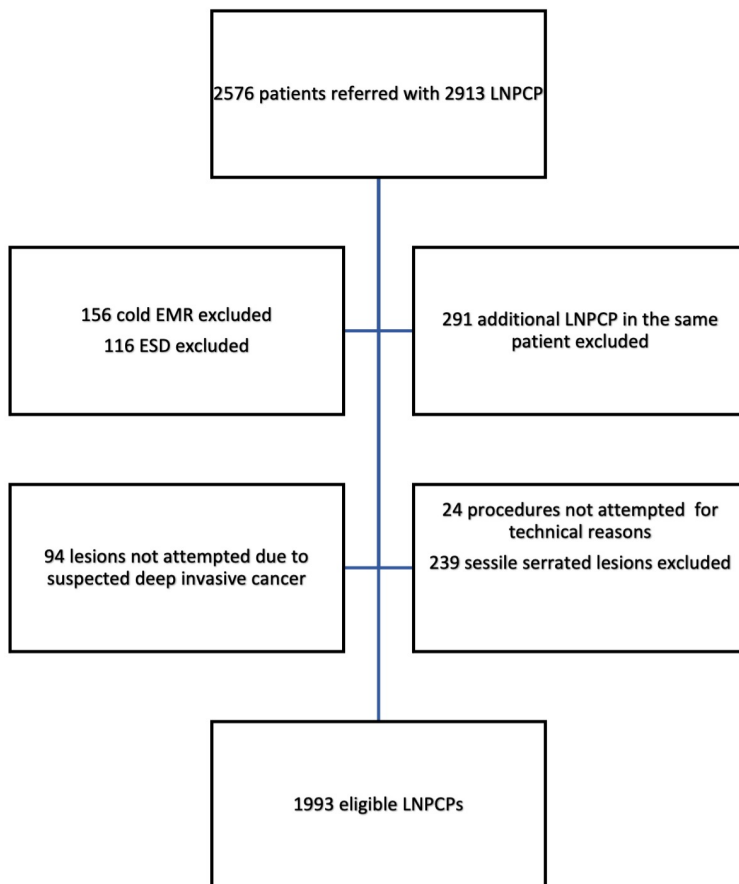 2576 patients referred with 2913 LNPCP
156 cold EMR excluded
116 ESD excluded
291 additional LNPCP in the same
patient excluded
94 lesions not attempted due to
suspected deep invasive cancer
24 procedures not attempted for
technical reasons
239 sessile serrated lesions excluded
1993 eligible LNPCPs